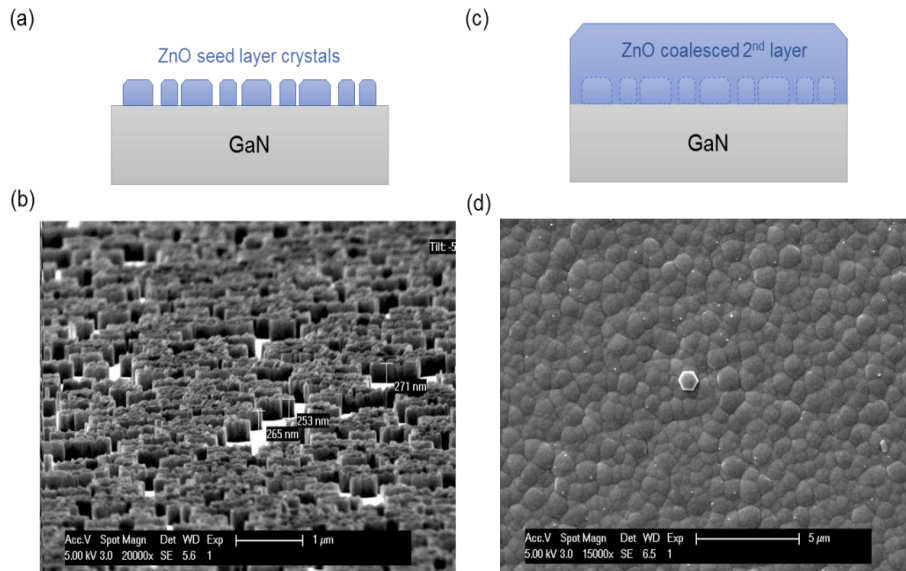 (a)
ZnO seed layer crystals
GaN
(b)
Tilt: -5
271 nm
253 nm
265 nm
Acc.V Spot Magn Det WD Exp 1 µm
5.00 kV 3.0 20000x SE 5.6 1
(c)
ZnO coalesced 2nd layer
GaN
(d)
Acc.V Spot Magn Det WD Exp 5 µm
5.00 kV 3.0 15000x SE 6.5 1